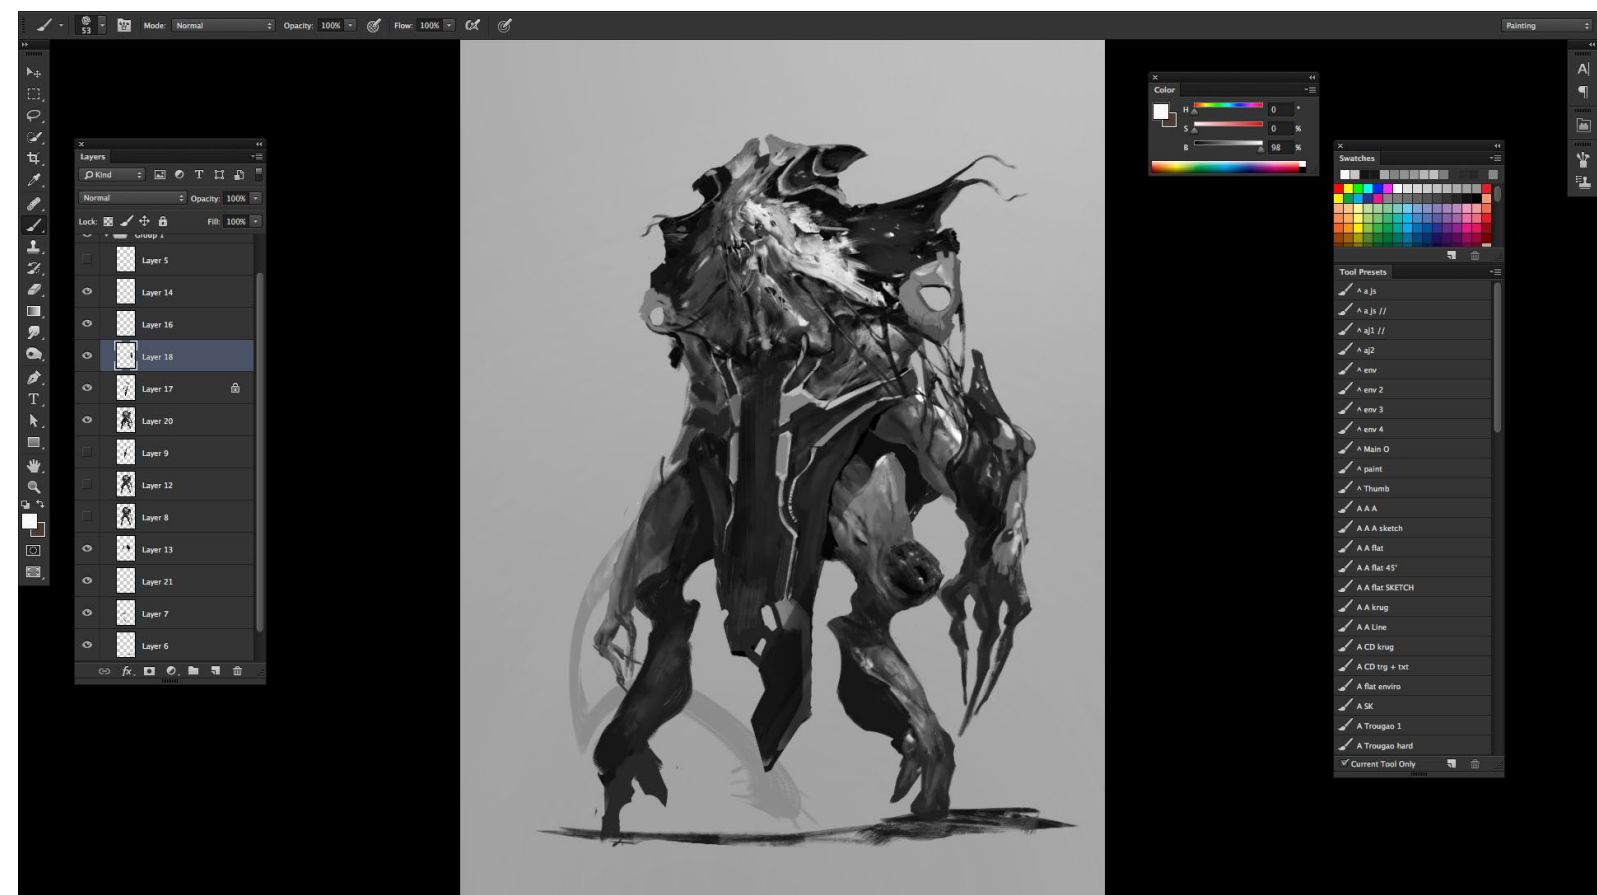 53 Mode: Normal Opacity: 100% Flow: 100% Painting
Layers
Kind
Normal Opacity: 100%
Lock: Fill: 100%
Group 1
Layer 5
Layer 14
Layer 16
Layer 18
Layer 17
Layer 20
Layer 9
Layer 12
Layer 8
Layer 13
Layer 21
Layer 7
Layer 6
fx
T
Color
H 0 °
S 0 %
B 98 %
A
Swatches
Tool Presets
^ a js
^ a js //
^ aj1 //
^ aj2
^ env
^ env 2
^ env 3
^ env 4
^ Main O
^ paint
^ Thumb
A A A
A A A sketch
A A flat
A A flat 45°
A A flat SKETCH
A A krug
A A Line
A CD krug
A CD trg + txt
A flat enviro
A SK
A Trougao 1
A Trougao hard
Current Tool Only